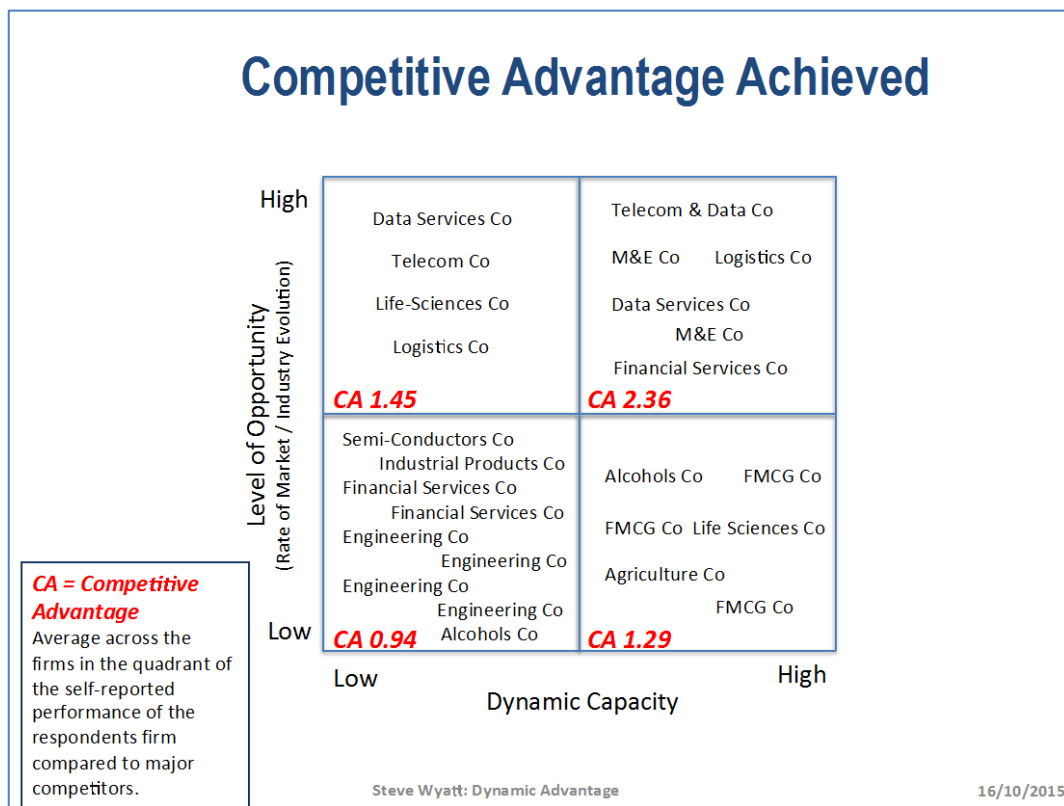 Competitive Advantage Achieved
High
Level of Opportunity
(Rate of Market / Industry Evolution)
Low
Data Services Co
Telecom Co
Life-Sciences Co
Logistics Co
CA 1.45
Telecom & Data Co
M&E Co Logistics Co
Data Services Co
M&E Co
Financial Services Co
CA 2.36
Semi-Conductors Co
Industrial Products Co
Financial Services Co
Financial Services Co
Engineering Co
Engineering Co
Engineering Co
Engineering Co
Alcohols Co
CA 0.94
Alcohols Co FMCG Co
FMCG Co Life Sciences Co
Agriculture Co
FMCG Co
CA 1.29
Low
High
Dynamic Capacity
CA = Competitive
Advantage
Average across the
firms in the quadrant of
the self-reported
performance of the
respondents firm
compared to major
competitors.
Steve Wyatt: Dynamic Advantage
16/10/2015